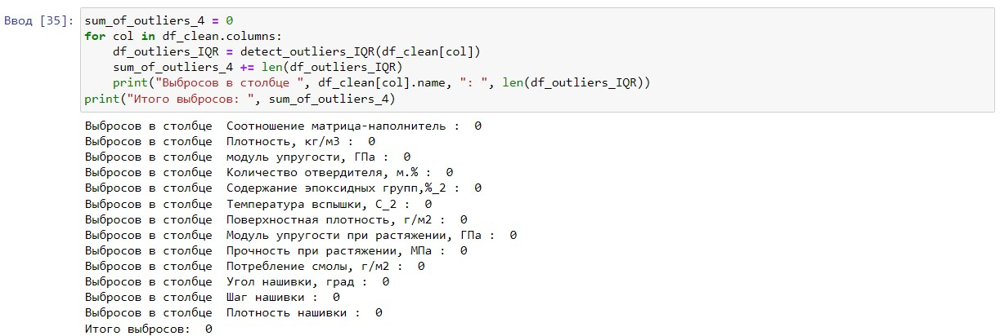 Ввод [35]: sum_of_outliers_4 = 0
for col in df_clean.columns:
    df_outliers_IQR = detect_outliers_IQR(df_clean[col])
    sum_of_outliers_4 += len(df_outliers_IQR)
    print("Выбросов в столбце ", df_clean[col].name, ": ", len(df_outliers_IQR))
print("Итого выбросов: ", sum_of_outliers_4)
Выбросов в столбце  Соотношение матрица-наполнитель :  0
Выбросов в столбце  Плотность, кг/м3 :  0
Выбросов в столбце  модуль упругости, ГПа :  0
Выбросов в столбце  Количество отвердителя, м.% :  0
Выбросов в столбце  Содержание эпоксидных групп,%_2 :  0
Выбросов в столбце  Температура вспышки, С_2 :  0
Выбросов в столбце  Поверхностная плотность, г/м2 :  0
Выбросов в столбце  Модуль упругости при растяжении, ГПа :  0
Выбросов в столбце  Прочность при растяжении, МПа :  0
Выбросов в столбце  Потребление смолы, г/м2 :  0
Выбросов в столбце  Угол нашивки, град :  0
Выбросов в столбце  Шаг нашивки :  0
Выбросов в столбце  Плотность нашивки :  0
Итого выбросов:  0